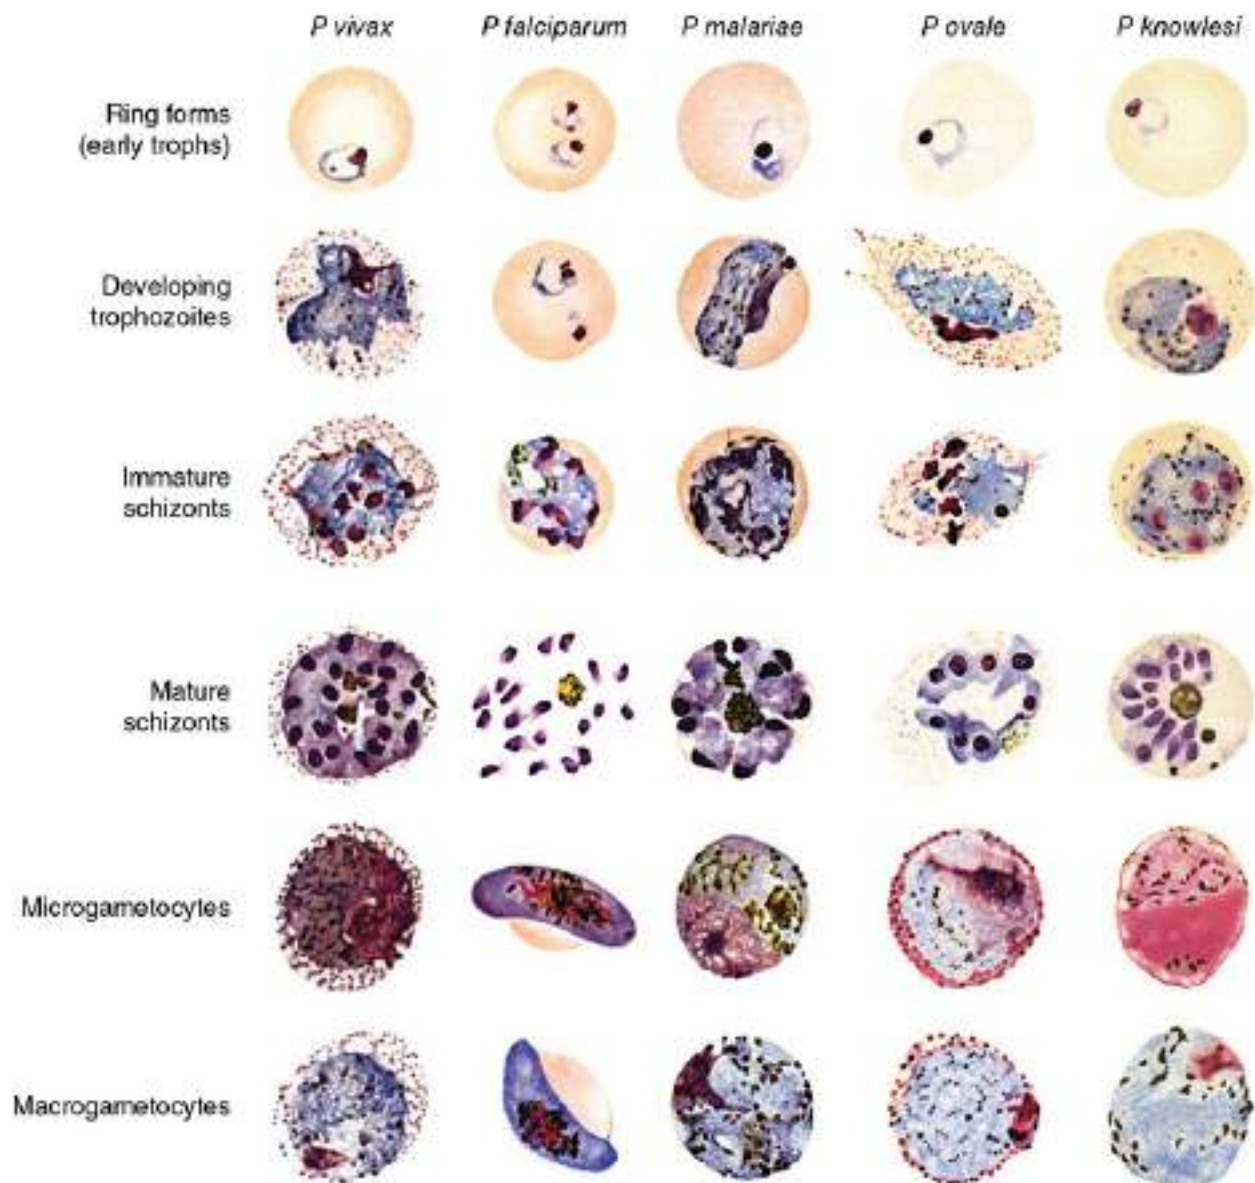 P vivax P falciparum P malariae P ovale P knowlesi
Ring forms
(early trophs)
Developing
trophozoites
Immature
schizonts
Mature
schizonts
Microgametocytes
Macrogametocytes